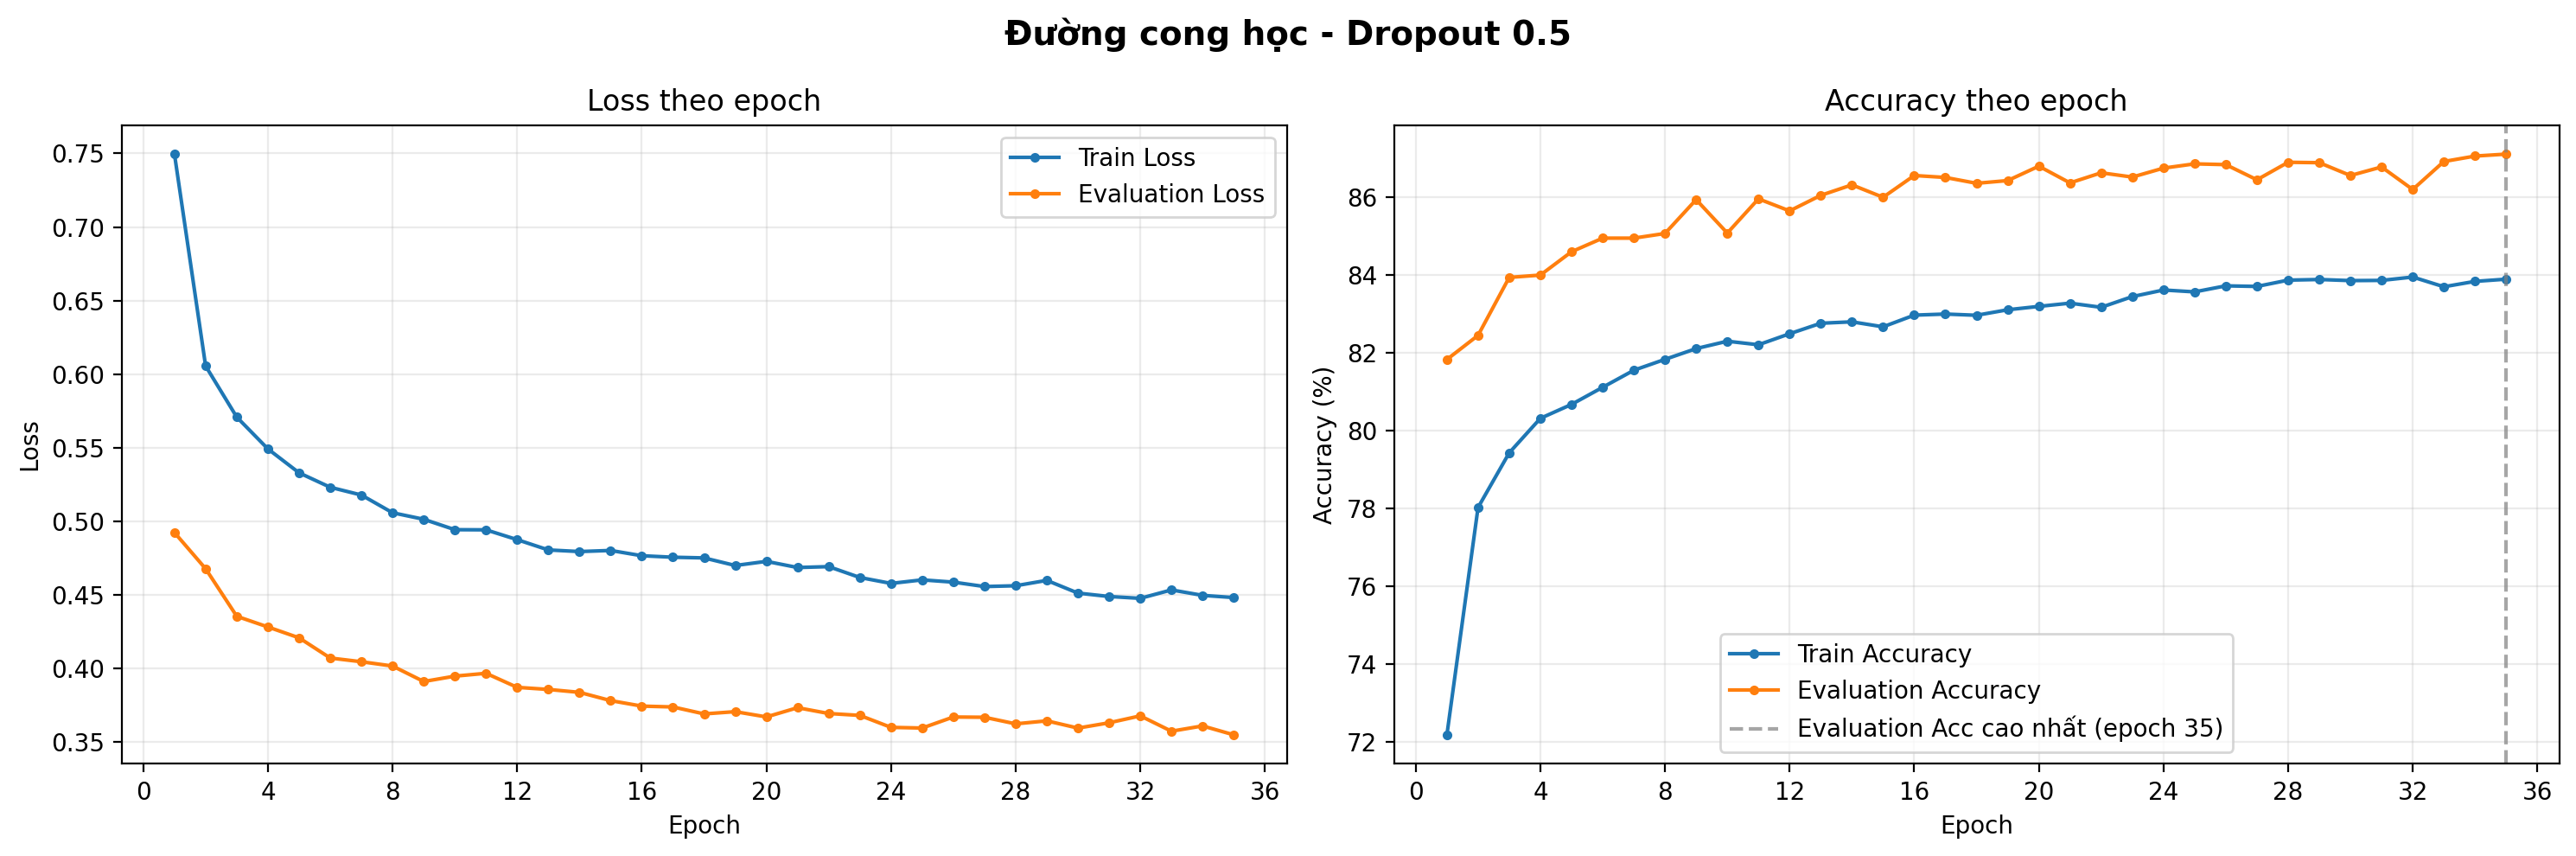 Đường cong học - Dropout 0.5
Loss theo epoch
0.75
0.70
0.65
0.60
0.55
0.50
0.45
0.40
0.35
Loss
0 4 8 12 16 20 24 28 32 36
Epoch
Train Loss
Evaluation Loss
Accuracy theo epoch
86
84
82
80
78
76
74
72
Accuracy (%)
0 4 8 12 16 20 24 28 32 36
Epoch
Train Accuracy
Evaluation Accuracy
Evaluation Acc cao nhất (epoch 35)